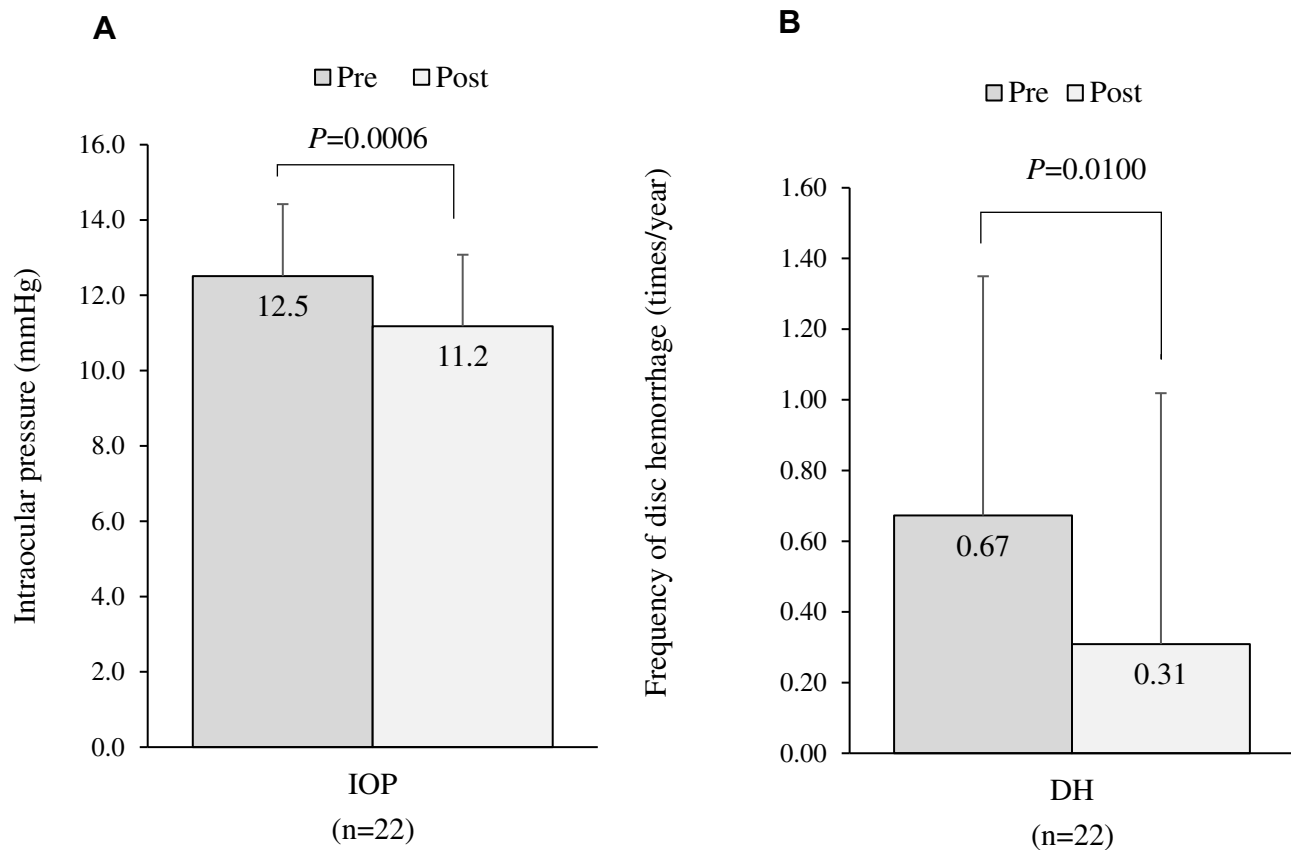 A
Pre Post
P=0.0006
Intraocular pressure (mmHg)
16.0
14.0
12.0
10.0
8.0
6.0
4.0
2.0
0.0
12.5
11.2
IOP
(n=22)
B
Pre Post
P=0.0100
Frequency of disc hemorrhage (times/year)
1.60
1.40
1.20
1.00
0.80
0.60
0.40
0.20
0.00
0.67
0.31
DH
(n=22)